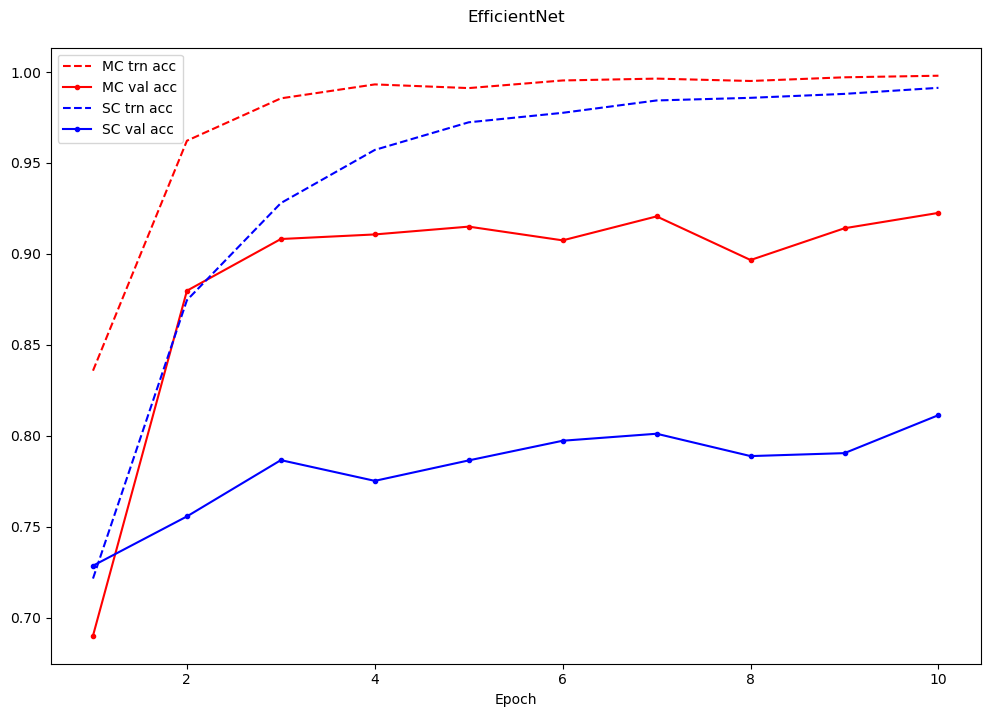 EfficientNet
MC trn acc
MC val acc
SC trn acc
SC val acc
1.00
0.95
0.90
0.85
0.80
0.75
0.70
2 4 6 8 10
Epoch